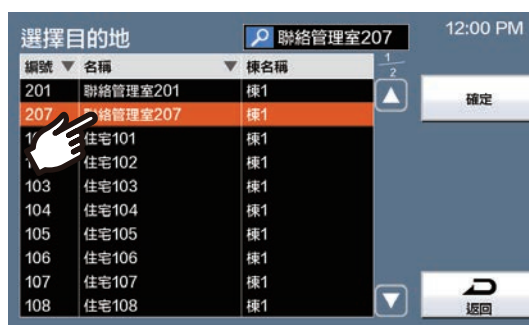 選擇目的地
聯絡管理室207
12:00 PM
編號 ▼ 名稱 ▼ 棟名稱
1/2
201 聯絡管理室201 棟1
207 聯絡管理室207 棟1
住宅101 棟1
住宅102 棟1
103 住宅103 棟1
104 住宅104 棟1
105 住宅105 棟1
106 住宅106 棟1
107 住宅107 棟1
108 住宅108 棟1
確定
返回